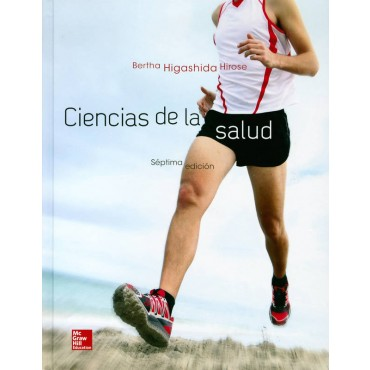 Bertha Higashida Hirose
Ciencias de la salud
Séptima edición
Mc
Graw
Hill
Education